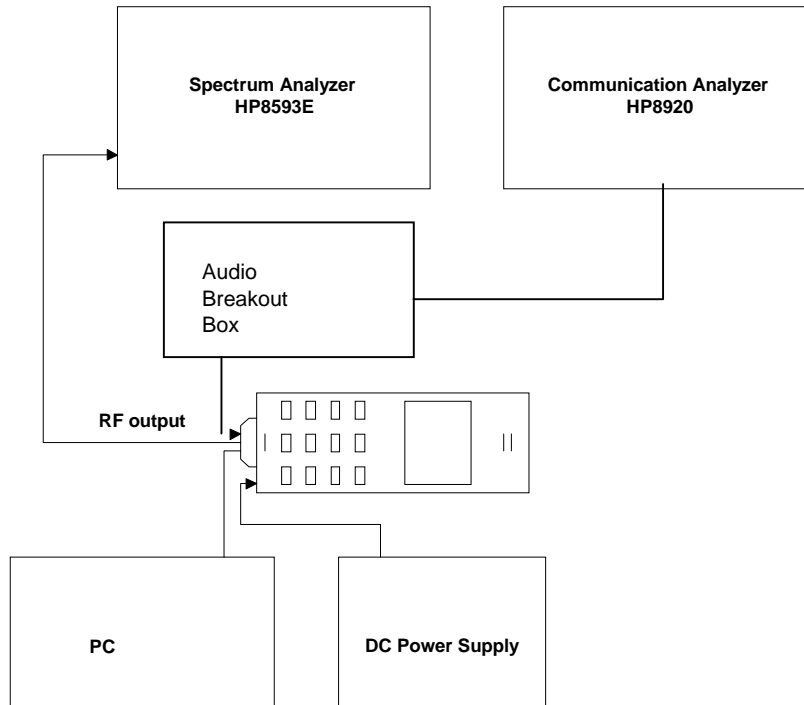 Spectrum Analyzer
HP8593E
Communication Analyzer
HP8920
Audio
Breakout
Box
RF output
PC
DC Power Supply